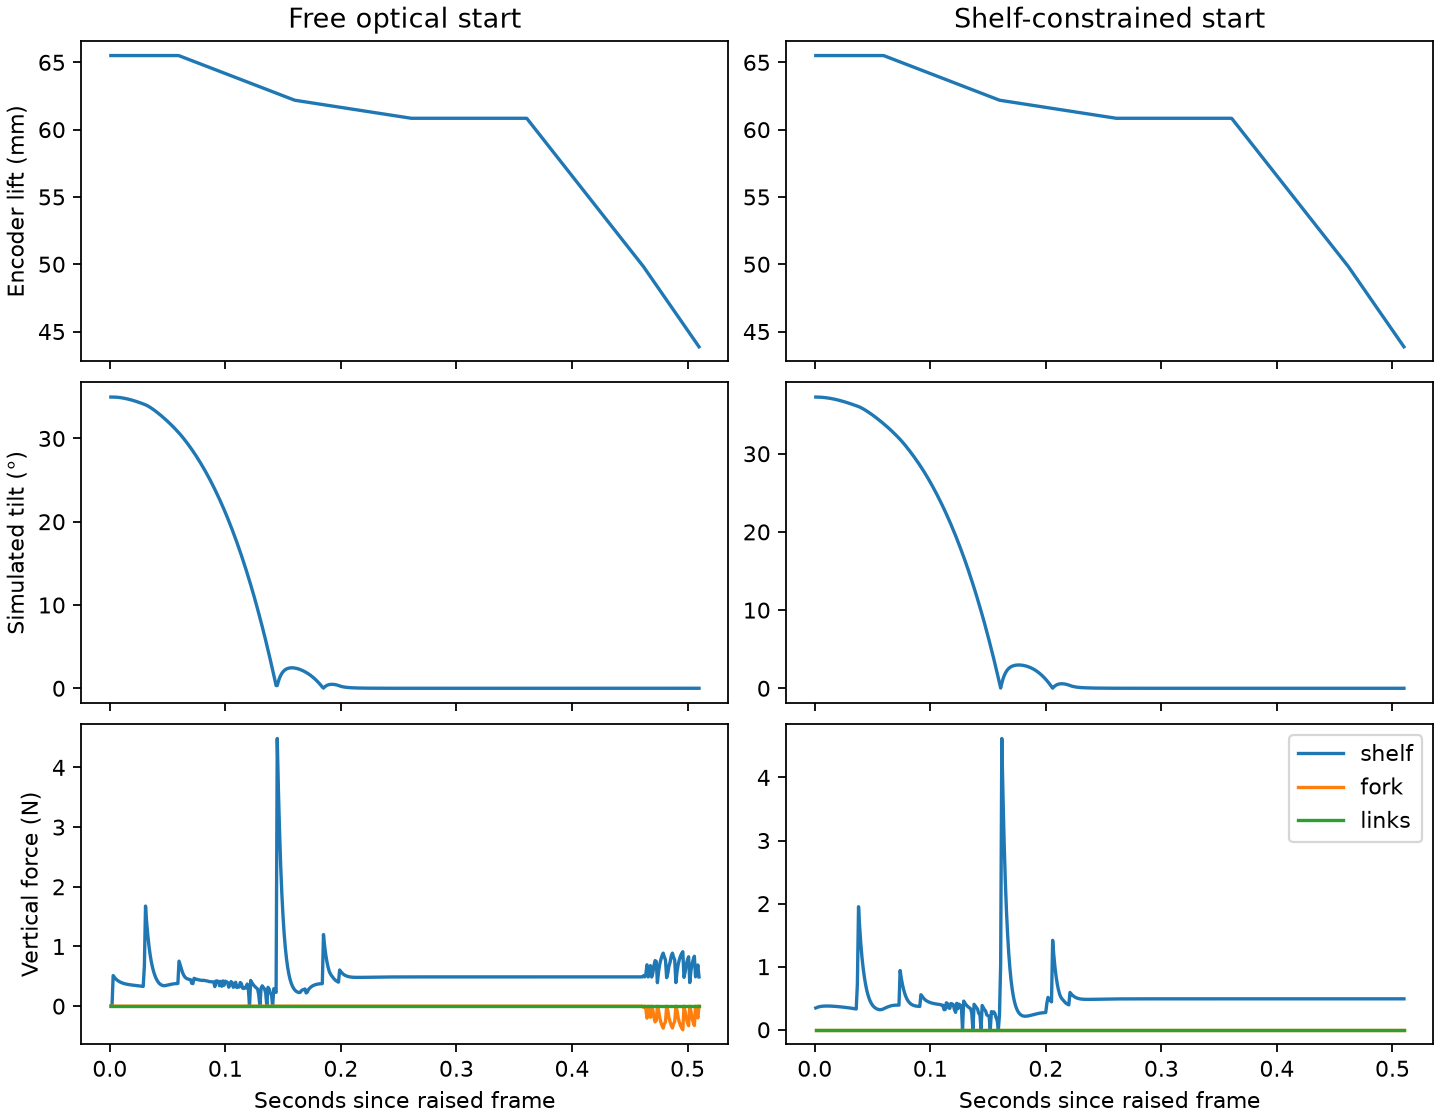 Free optical start
Shelf-constrained start
Encoder lift (mm)
65
60
55
50
45
65
60
55
50
45
Simulated tilt (°)
30
20
10
0
30
20
10
0
Vertical force (N)
4
3
2
1
0
4
3
2
1
0
shelf
fork
links
0.0 0.1 0.2 0.3 0.4 0.5
0.0 0.1 0.2 0.3 0.4 0.5
Seconds since raised frame
Seconds since raised frame